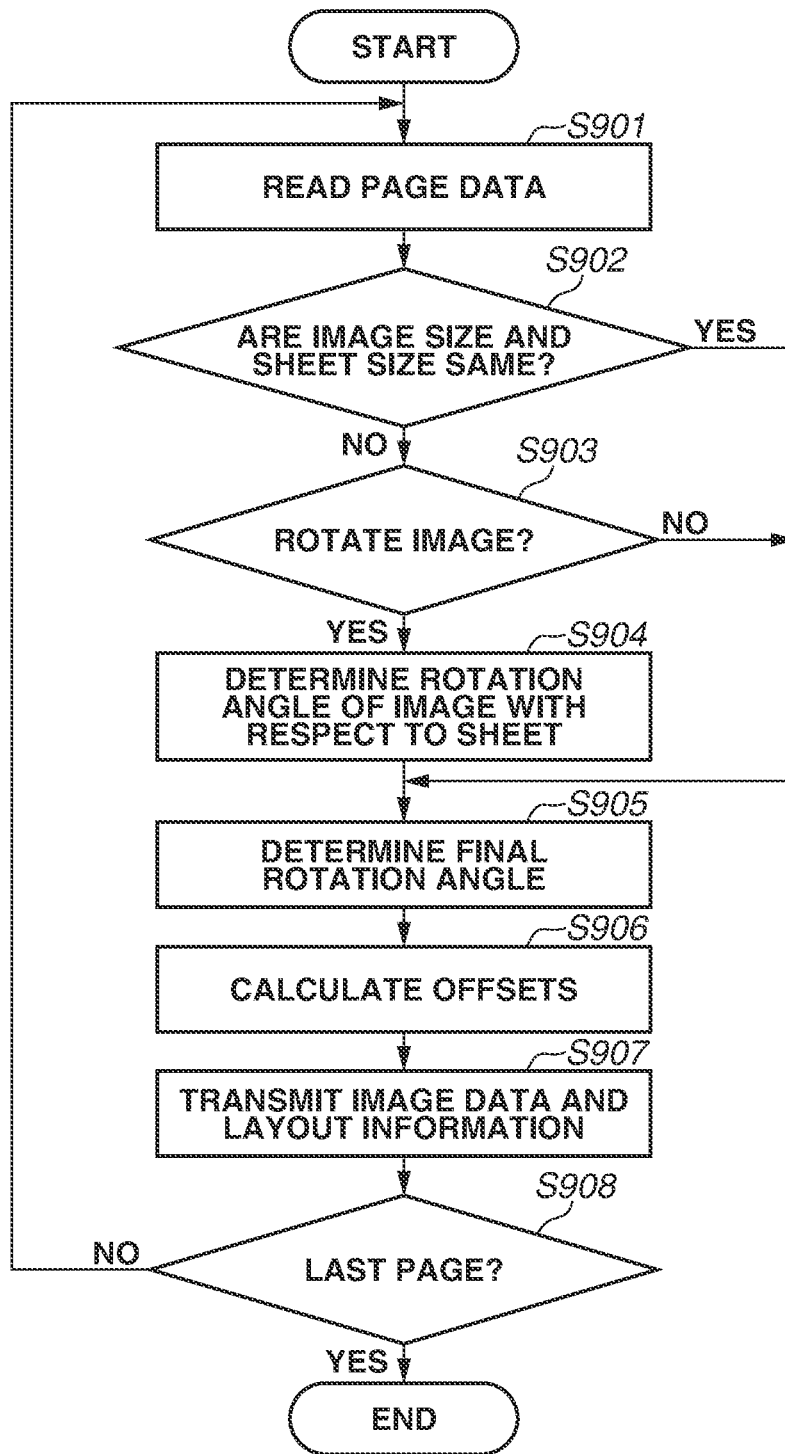 START
S901
READ PAGE DATA
S902
ARE IMAGE SIZE AND
SHEET SIZE SAME?
YES
NO
S903
ROTATE IMAGE?
NO
YES
S904
DETERMINE ROTATION
ANGLE OF IMAGE WITH
RESPECT TO SHEET
S905
DETERMINE FINAL
ROTATION ANGLE
S906
CALCULATE OFFSETS
S907
TRANSMIT IMAGE DATA AND
LAYOUT INFORMATION
S908
NO
LAST PAGE?
YES
END